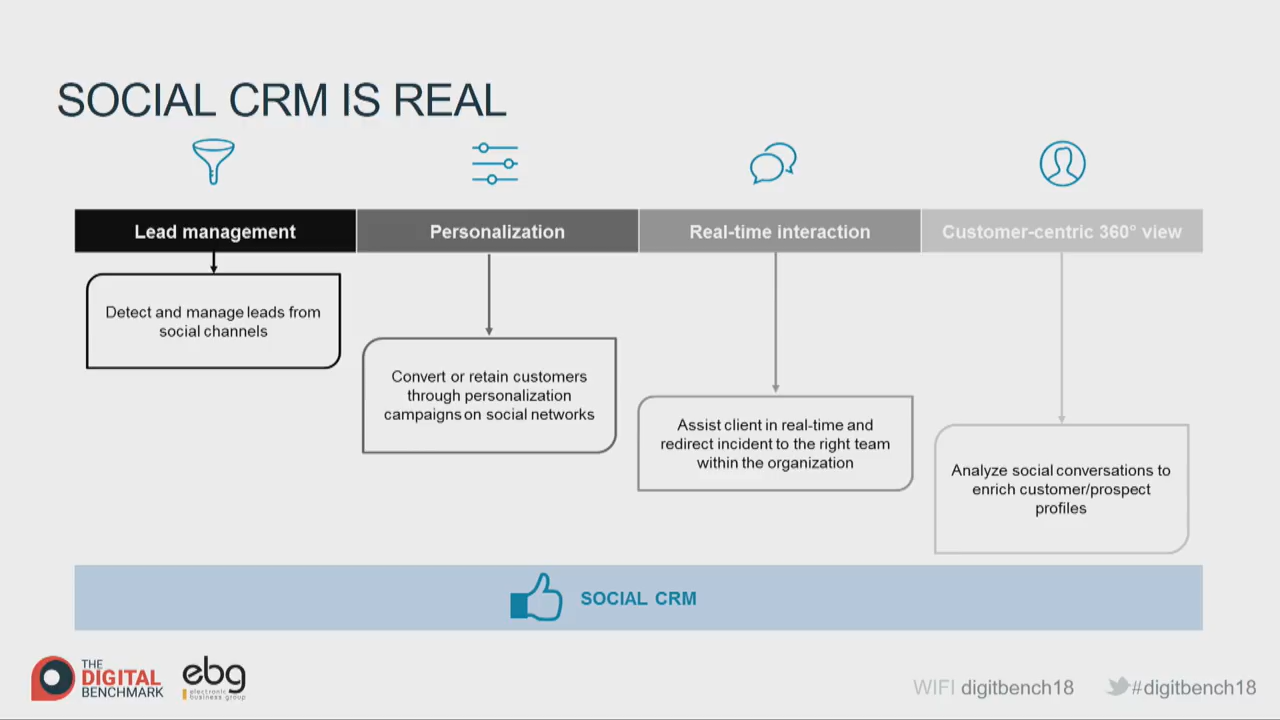 SOCIAL CRM IS REAL
Lead management
Personalization
Real-time interaction
Customer-centric 360° view
Detect and manage leads from
social channels
Convert or retain customers
through personalization
campaigns on social networks
Assist client in real-time and
redirect incident to the right team
within the organization
Analyze social conversations to
enrich customer/prospect
profiles
SOCIAL CRM
THE
DIGITAL
BENCHMARK
ebg
electronic
business group
WIFI digitbench18
#digitbench18